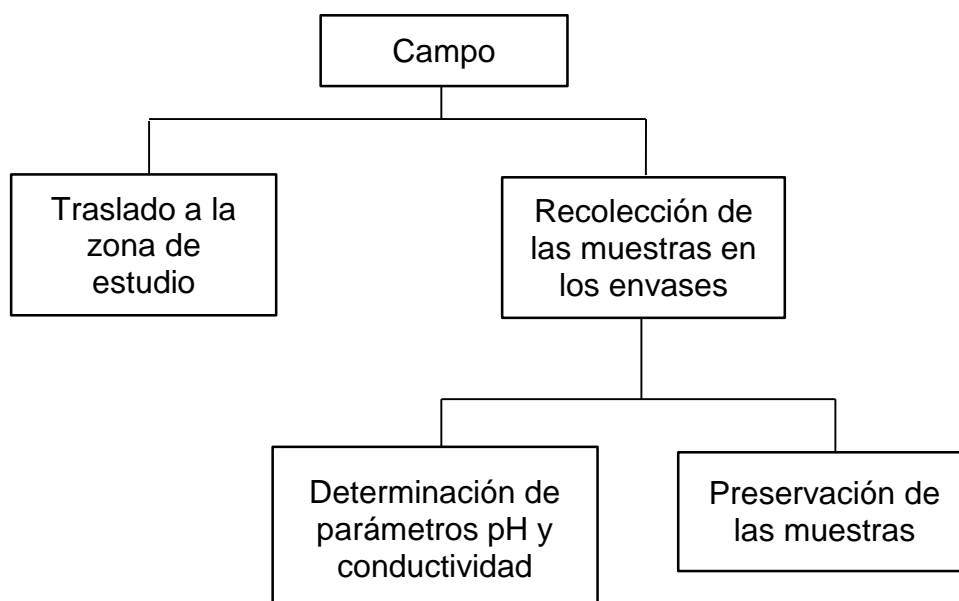 Campo
Traslado a la
zona de
estudio
Recolección de
las muestras en
los envases
Determinación de
parámetros pH y
conductividad
Preservación de
las muestras